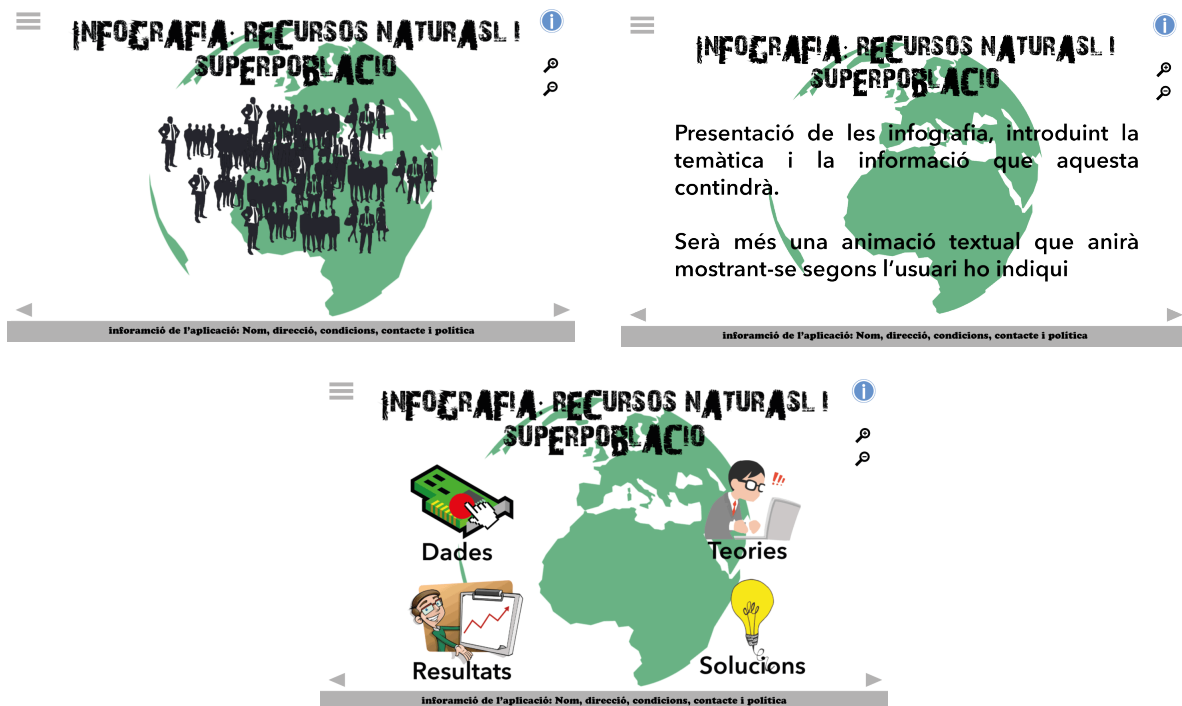 INFOGRAFIA: RECURSOS NATURASL I
SUPERPOBLACIO
inforamció de l'aplicació: Nom, direcció, condicions, contacte i política
INFOGRAFIA: RECURSOS NATURASL I
SUPERPOBLACIO
Presentació de les infografia, introduint la
temàtica i la informació que aquesta
contindrà.
Serà més una animació textual que anirà
mostrant-se segons l'usuari ho indiqui
inforamció de l'aplicació: Nom, direcció, condicions, contacte i política
INFOGRAFIA: RECURSOS NATURASL I
SUPERPOBLACIO
Dades
Teories
Resultats
Solucions
inforamció de l'aplicació: Nom, direcció, condicions, contacte i política